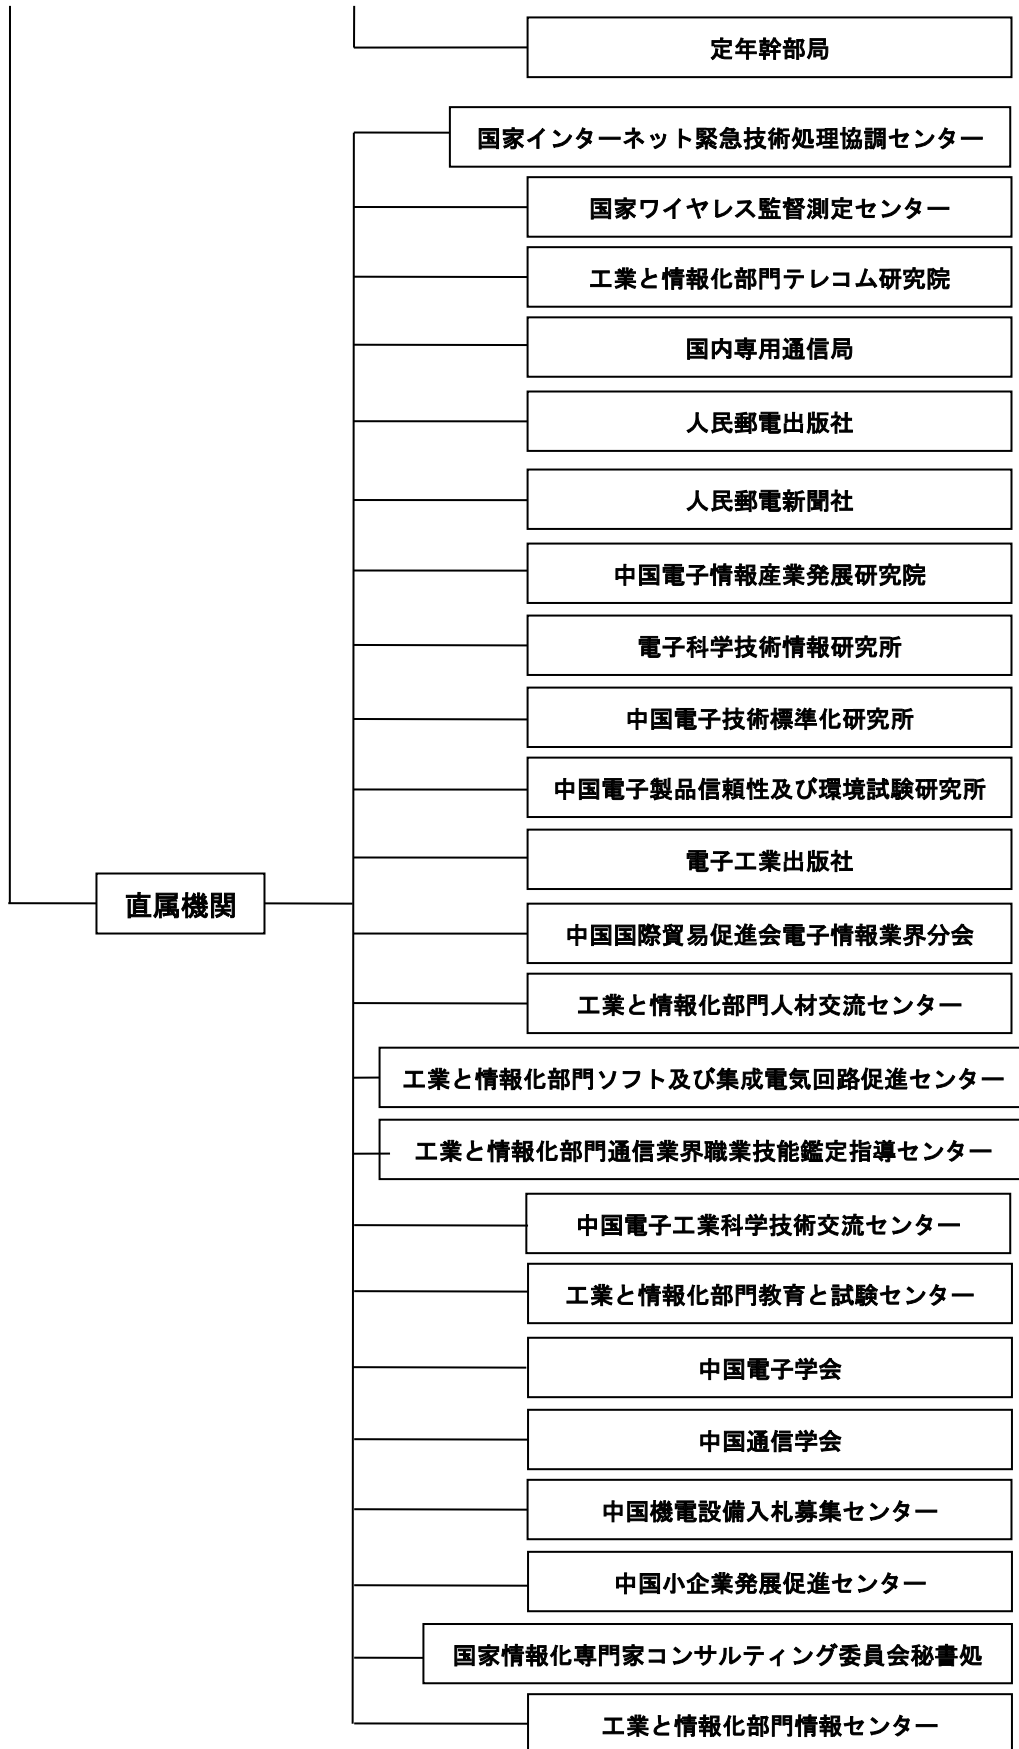 定年幹部局
国家インターネット緊急技術処理協調センター
国家ワイヤレス監督測定センター
工業と情報化部門テレコム研究院
国内専用通信局
人民郵電出版社
人民郵電新聞社
中国電子情報産業発展研究院
電子科学技術情報研究所
中国電子技術標準化研究所
中国電子製品信頼性及び環境試験研究所
電子工業出版社
直属機関
中国国際貿易促進会電子情報業界分会
工業と情報化部門人材交流センター
工業と情報化部門ソフト及び集成電気回路促進センター
工業と情報化部門通信業界職業技能鑑定指導センター
中国電子工業科学技術交流センター
工業と情報化部門教育と試験センター
中国電子学会
中国通信学会
中国機電設備入札募集センター
中国小企業発展促進センター
国家情報化専門家コンサルティング委員会秘書処
工業と情報化部門情報センター